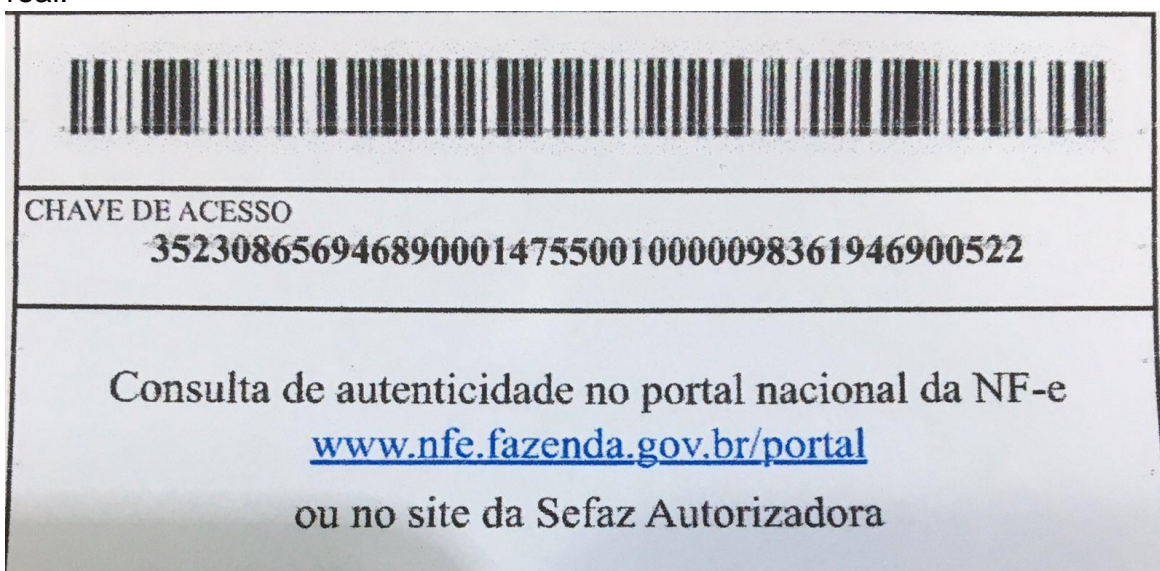 CHAVE DE ACESSO
35230865694689000147550010000098361946900522
Consulta de autenticidade no portal nacional da NF-e
www.nfe.fazenda.gov.br/portal
ou no site da Sefaz Autorizadora